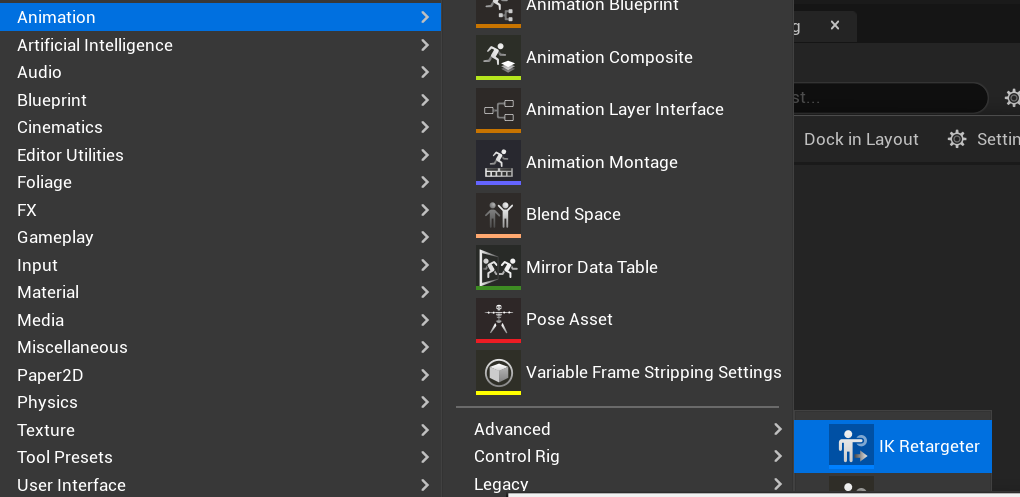 Animation
Artificial Intelligence
Audio
Blueprint
Cinematics
Editor Utilities
Foliage
FX
Gameplay
Input
Material
Media
Miscellaneous
Paper2D
Physics
Texture
Tool Presets
User Interface
Animation Blueprint
Animation Composite
Animation Layer Interface
Animation Montage
Blend Space
Mirror Data Table
Pose Asset
Variable Frame Stripping Settings
Advanced
Control Rig
Legacy
g
st...
Dock in Layout
Settin
IK Retargeter